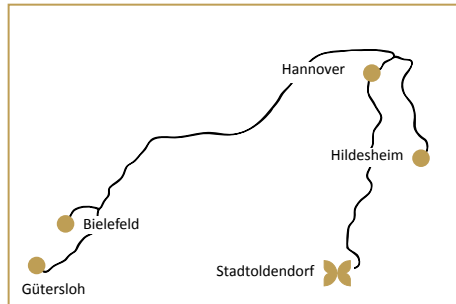 Hannover
Hildesheim
Bielefeld
Stadtoldendorf
Gütersloh